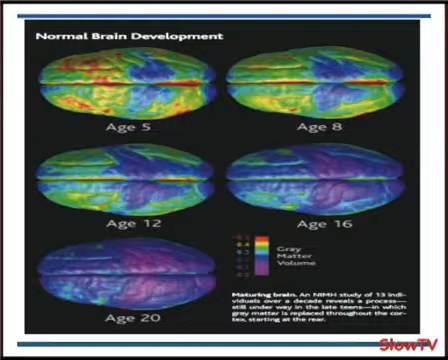 Normal Brain Development
Age 5
Age 8
Age 12
Age 16
Age 20
Gray
Matter
Volume
Maturing brain. An NIMH study of 13 indi-
viduals over a decade reveals a process—
still under way in the late teens—in which
gray matter is replaced throughout the cor-
tex, starting at the rear.
SlowTV